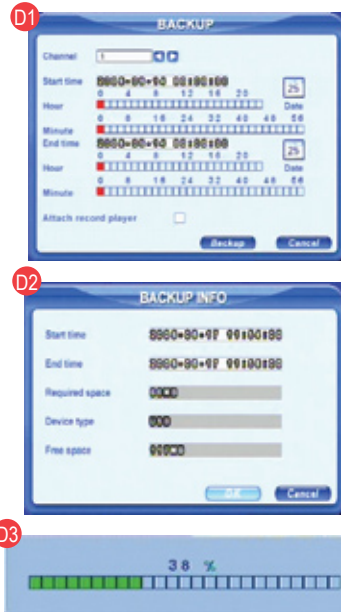 D1
BACKUP
Channel 1
Start time
25
0 4 8 12 16 20
Hour Date
0 8 16 24 32 40 48 56
Minute
End time
25
0 4 8 12 16 20
Hour Date
0 8 16 24 32 40 48 56
Minute
Attach record player
Backup Cancel
D2
BACKUP INFO
Start time
End time
Required space
Device type
Free space
OK Cancel
D3
38 %